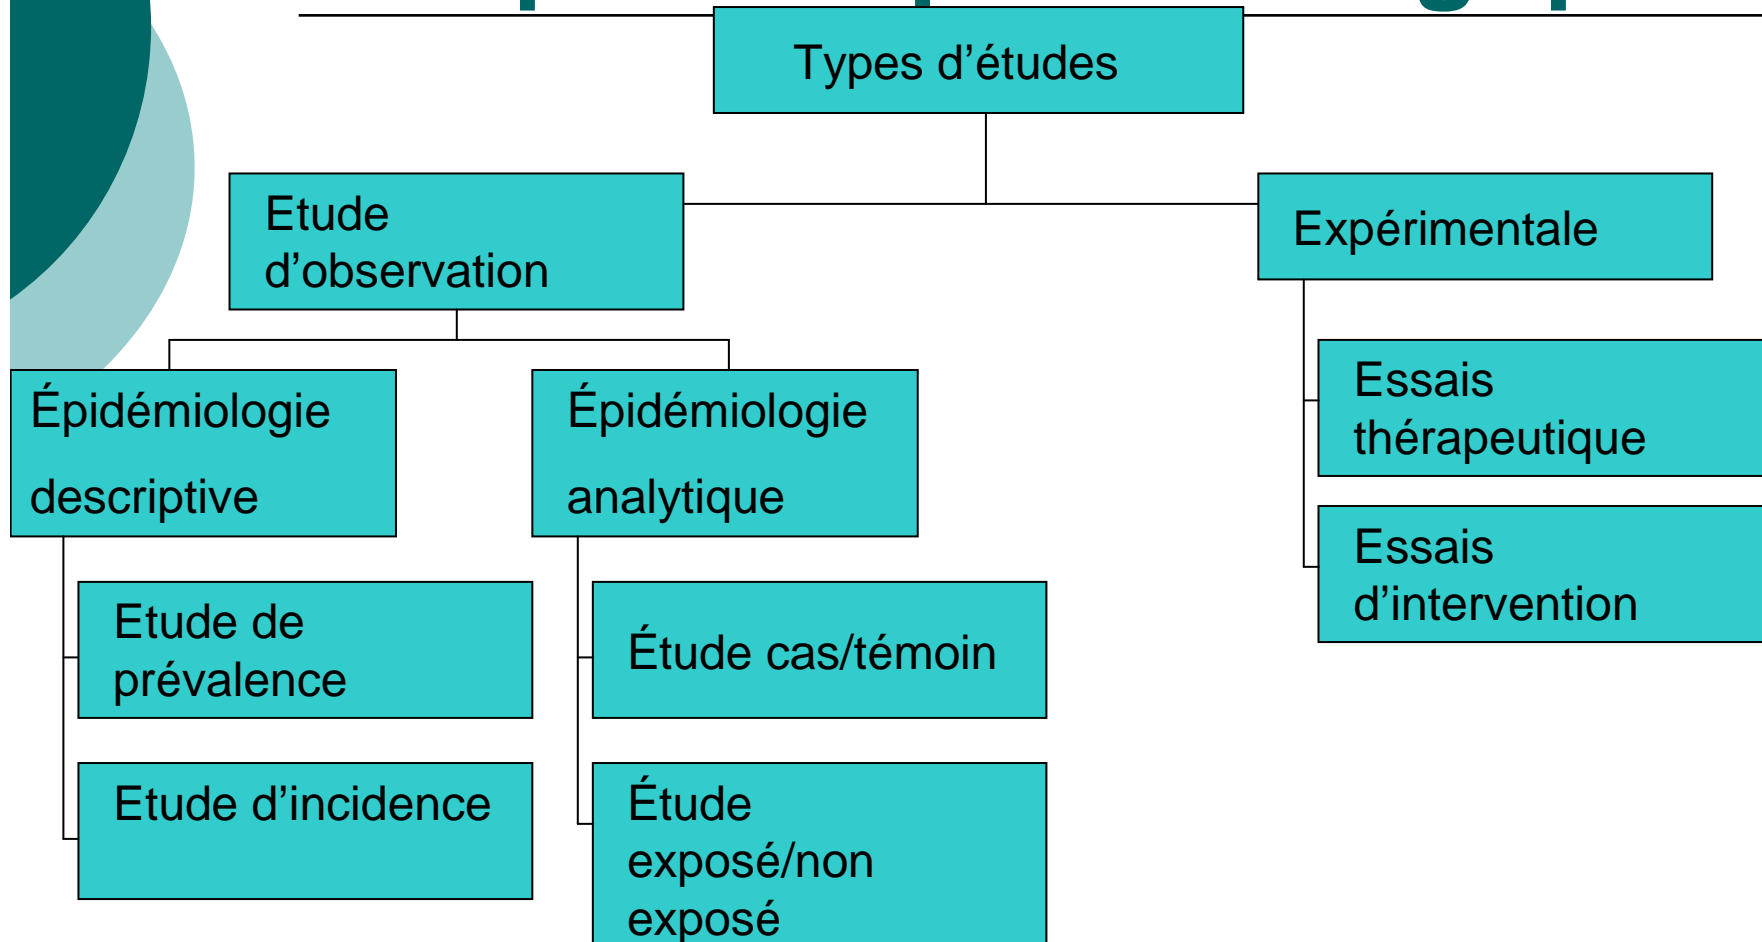 Types d’études
Etude
d’observation
Expérimentale
Épidémiologie
descriptive
Épidémiologie
analytique
Essais
thérapeutique
Essais
d’intervention
Etude de
prévalence
Étude cas/témoin
Etude d’incidence
Étude
exposé/non
exposé